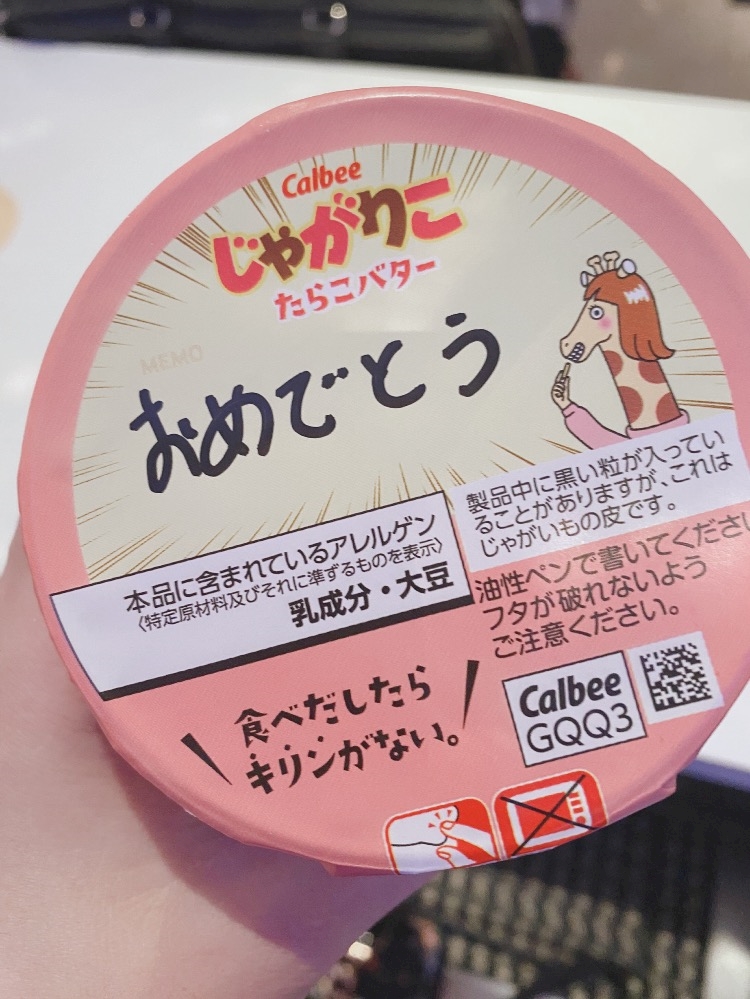 Calbee
じゃがりこ
たらこバター
MEMO
おめでとう
製品中に黒い粒が入ってい
ることがありますが、これは
じゃがいもの皮です。
本品に含まれているアレルゲン
〈特定原材料及びそれに準ずるものを表示〉
乳成分・大豆
油性ペンで書いてくださ
フタが破れないよう
ご注意ください。
食べだしたら
キリンがない。
Calbee
GQQ3